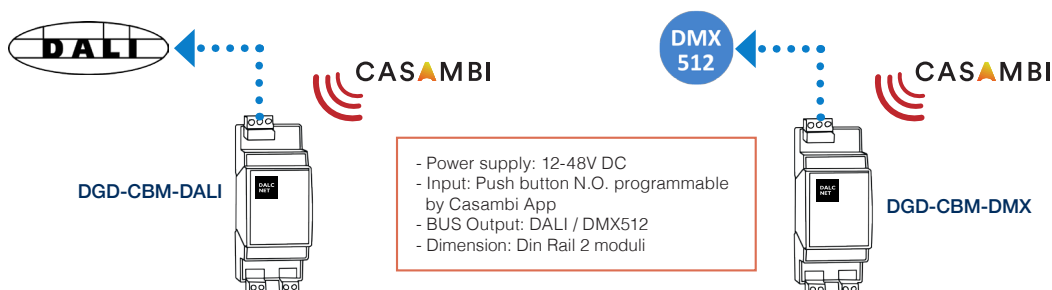 DALI
CASAMBI
DGD-CBM-DALI
DALC
NET
- Power supply: 12-48V DC
- Input: Push button N.O. programmable
by Casambi App
- BUS Output: DALI / DMX512
- Dimension: Din Rail 2 moduli
DMX
512
CASAMBI
DALC
NET
DGD-CBM-DMX